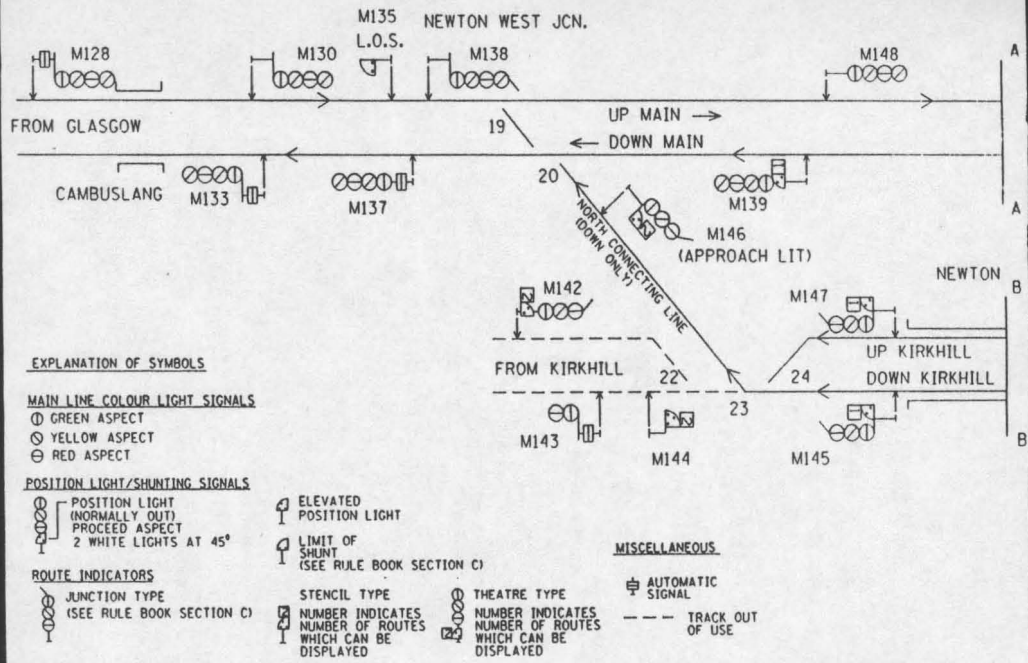 M135
NEWTON WEST JCN.
M128
M130
L.O.S.
M138
M148
A
FROM GLASGOW
19
UP MAIN →
← DOWN MAIN
CAMBUSLANG
M133
M137
20
M139
A
NORTH CONNECTING LINE
(DOWN ONLY)
M146
(APPROACH LIT)
NEWTON
M142
M147
B
FROM KIRKHILL
22
24
UP KIRKHILL
DOWN KIRKHILL
23
M143
M144
M145
B
EXPLANATION OF SYMBOLS
MAIN LINE COLOUR LIGHT SIGNALS
GREEN ASPECT
YELLOW ASPECT
RED ASPECT
POSITION LIGHT/SHUNTING SIGNALS
POSITION LIGHT
(NORMALLY OUT)
PROCEED ASPECT
2 WHITE LIGHTS AT 45°
ELEVATED
POSITION LIGHT
LIMIT OF
SHUNT
(SEE RULE BOOK SECTION C)
ROUTE INDICATORS
JUNCTION TYPE
(SEE RULE BOOK SECTION C)
STENCIL TYPE
NUMBER INDICATES
NUMBER OF ROUTES
WHICH CAN BE
DISPLAYED
THEATRE TYPE
NUMBER INDICATES
NUMBER OF ROUTES
WHICH CAN BE
DISPLAYED
MISCELLANEOUS
AUTOMATIC
SIGNAL
TRACK OUT
OF USE